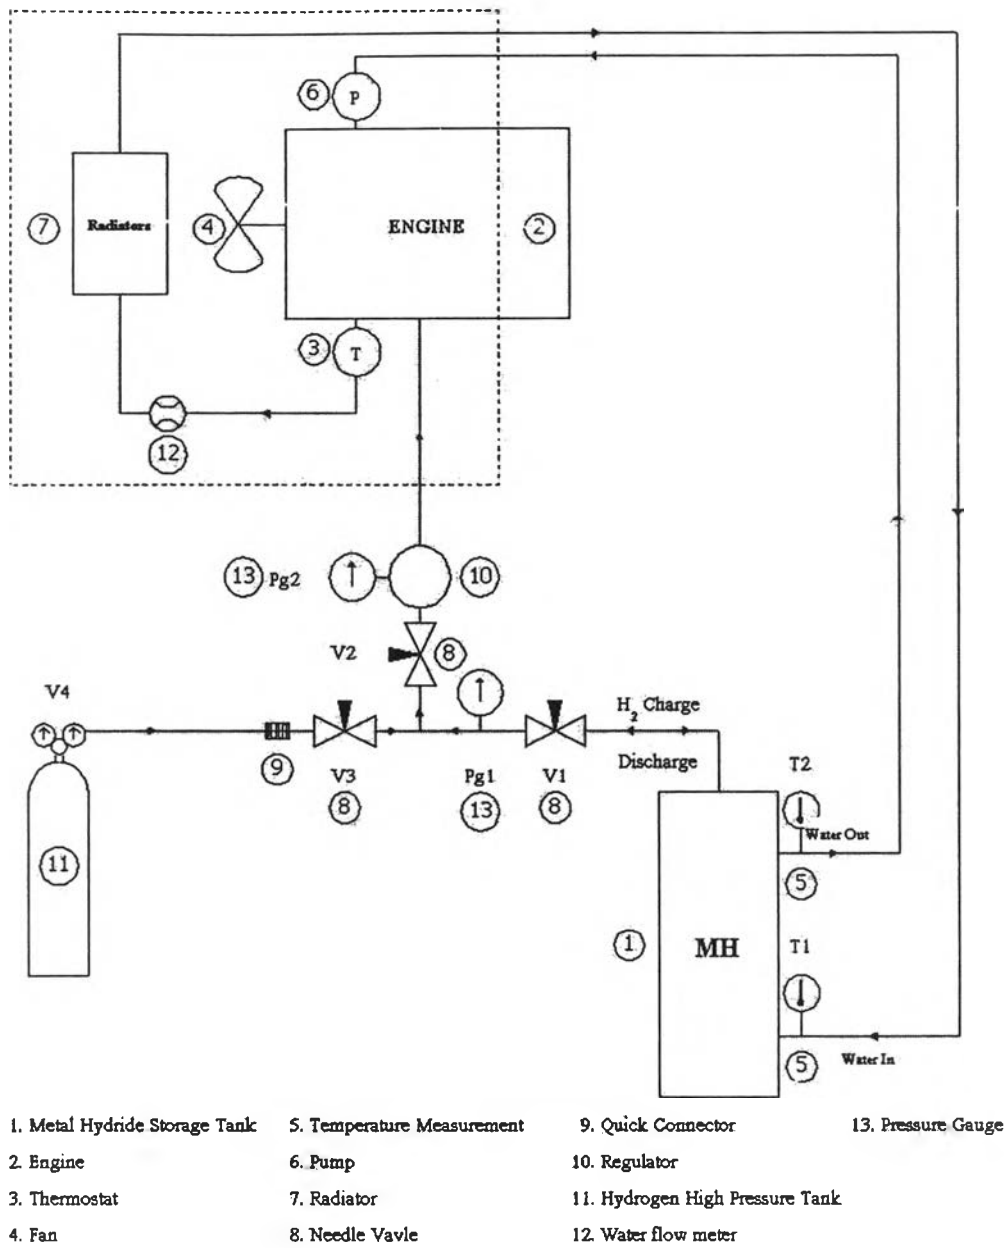 6 P
7 Radiators 4 ENGINE 2
3 T
12
13 Pg2 10
V2 8
V4
H2 Charge
Discharge
9
V3 Pg1 V1
8 13 8
T2
Water Out
11
5
1 MH T1
Water In
5
1. Metal Hydride Storage Tank 5. Temperature Measurement 9. Quick Connector 13. Pressure Gauge
2. Engine 6. Pump 10. Regulator
3. Thermostat 7. Radiator 11. Hydrogen High Pressure Tank
4. Fan 8. Needle Vavle 12. Water flow meter